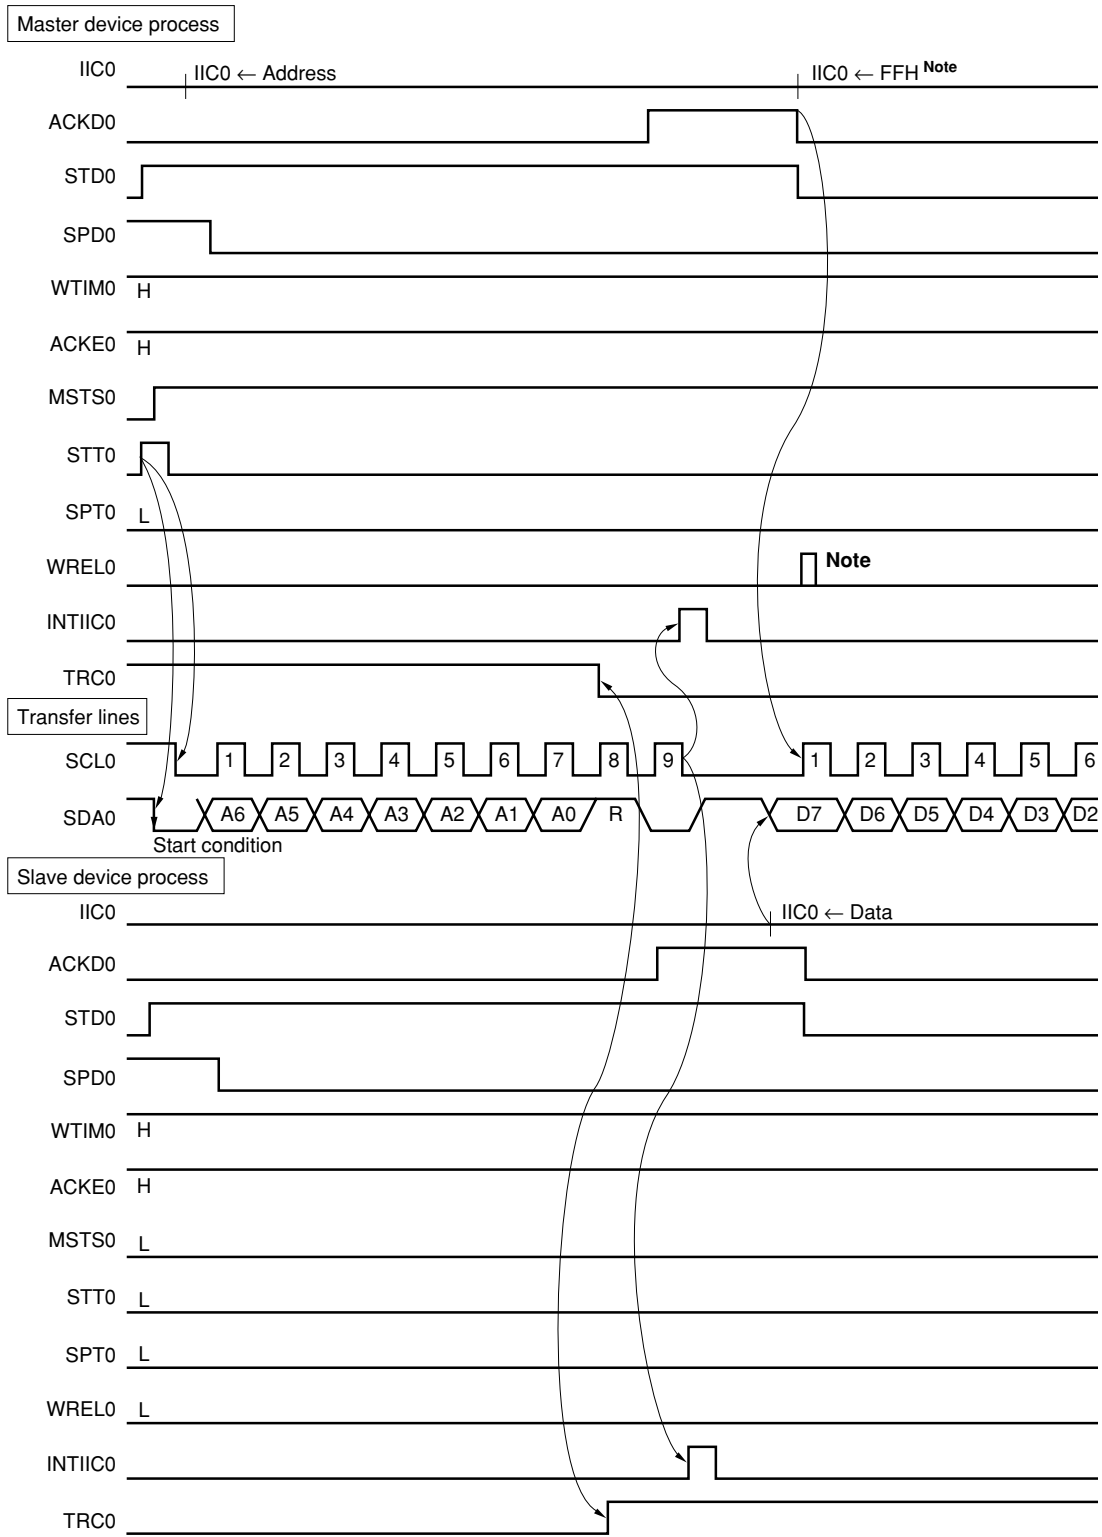 Master device process
IIC0 IIC0 ← Address IIC0 ← FFH Note
ACKD0
STD0
SPD0
WTIM0 H
ACKE0 H
MSTS0
STT0
SPT0 L
WREL0 Note
INTIIC0
TRC0
Transfer lines
SCL0 1 2 3 4 5 6 7 8 9 1 2 3 4 5 6
SDA0 A6 A5 A4 A3 A2 A1 A0 R D7 D6 D5 D4 D3 D2
Start condition
Slave device process
IIC0 IIC0 ← Data
ACKD0
STD0
SPD0
WTIM0 H
ACKE0 H
MSTS0 L
STT0 L
SPT0 L
WREL0 L
INTIIC0
TRC0